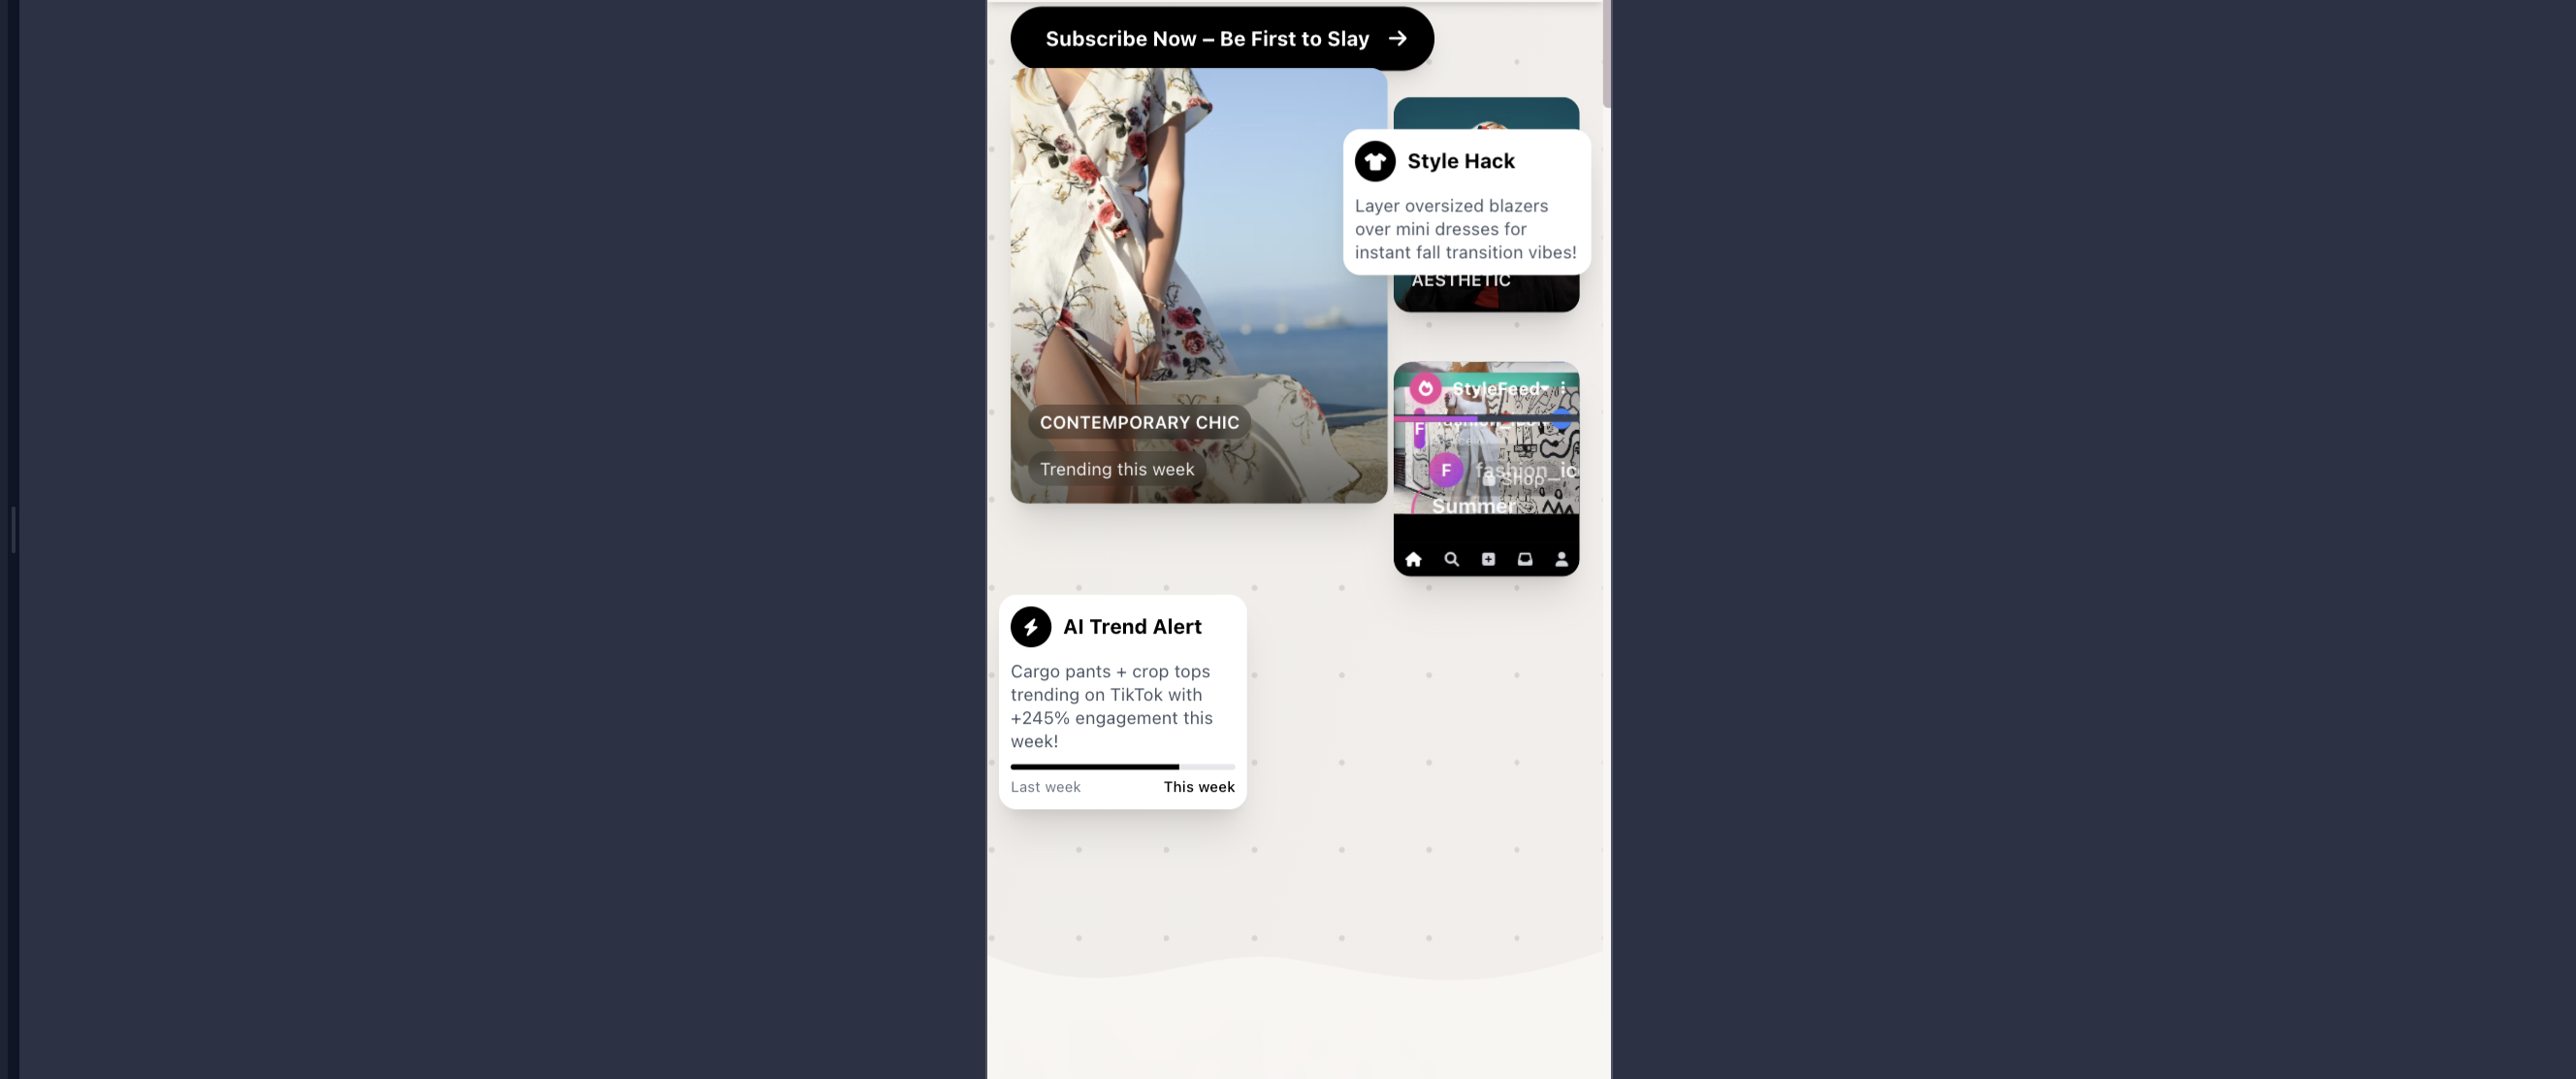 Subscribe Now – Be First to Slay
Style Hack
Layer oversized blazers
over mini dresses for
instant fall transition vibes!
AESTHETIC
CONTEMPORARY CHIC
Trending this week
StyleFeed
F
F
fashion_ic
Shop
Summer
AI Trend Alert
Cargo pants + crop tops
trending on TikTok with
+245% engagement this
week!
Last week
This week